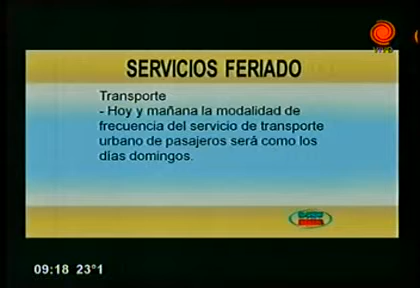 VIVO
SERVICIOS FERIADO
Transporte
- Hoy y mañana la modalidad de
frecuencia del servicio de transporte
urbano de pasajeros será como los
días domingos.
09:18 23°1